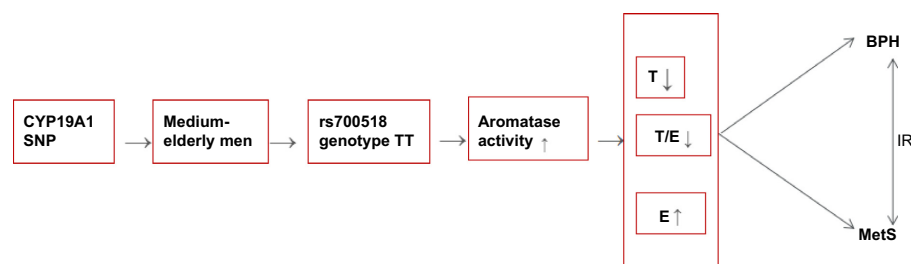 CYP19A1
SNP
Medium-
elderly men
rs700518
genotype TT
Aromatase
activity ↑
T ↓
T/E ↓
E ↑
BPH
IR
MetS